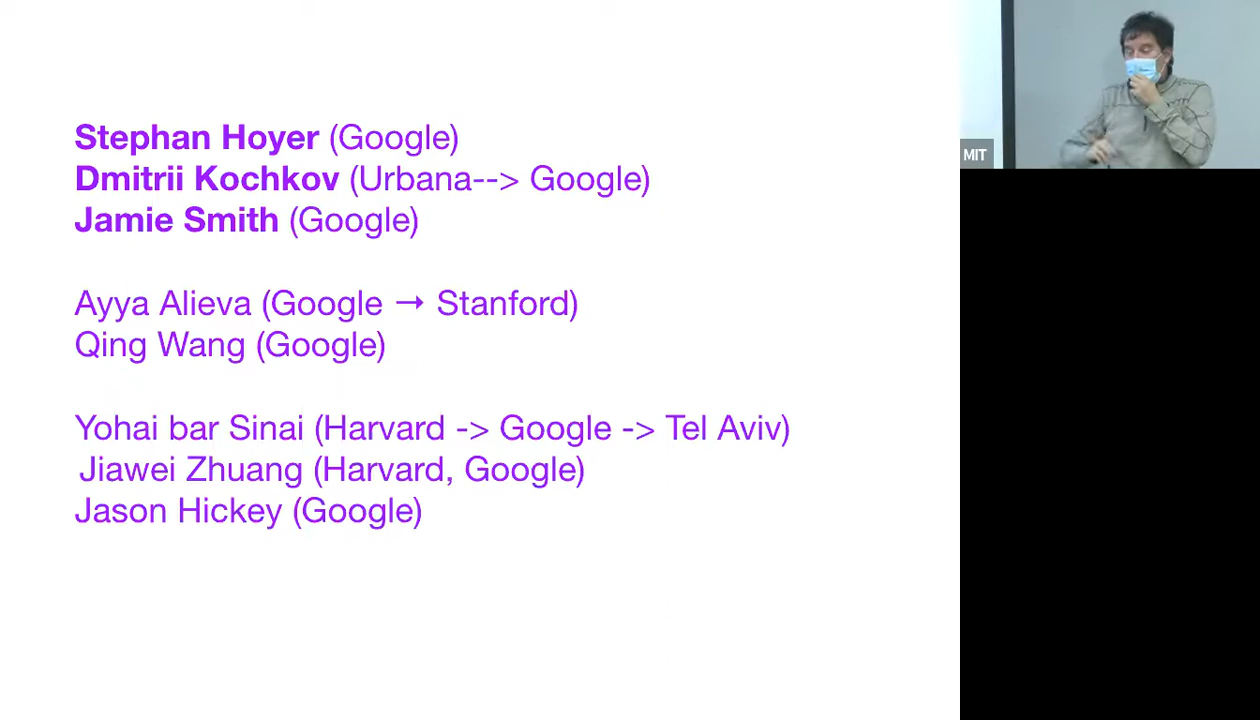 Stephan Hoyer (Google)
Dmitrii Kochkov (Urbana--> Google)
Jamie Smith (Google)
Ayya Alieva (Google → Stanford)
Qing Wang (Google)
Yohai bar Sinai (Harvard -> Google -> Tel Aviv)
Jiawei Zhuang (Harvard, Google)
Jason Hickey (Google)
MIT